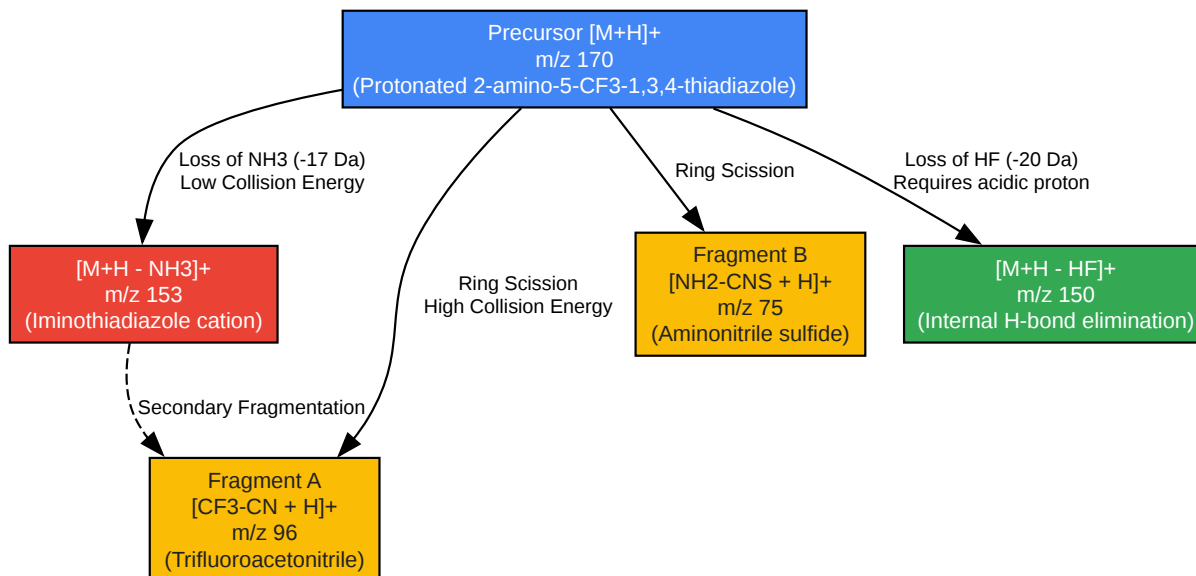 Precursor [M+H]+
m/z 170
(Protonated 2-amino-5-CF3-1,3,4-thiadiazole)
Loss of NH3 (-17 Da)
Low Collision Energy
Ring Scission
Loss of HF (-20 Da)
Requires acidic proton
[M+H - NH3]+
m/z 153
(Iminothiadiazole cation)
Ring Scission
High Collision Energy
Fragment B
[NH2-CNS + H]+
m/z 75
(Aminonitrile sulfide)
[M+H - HF]+
m/z 150
(Internal H-bond elimination)
Secondary Fragmentation
Fragment A
[CF3-CN + H]+
m/z 96
(Trifluoroacetonitrile)